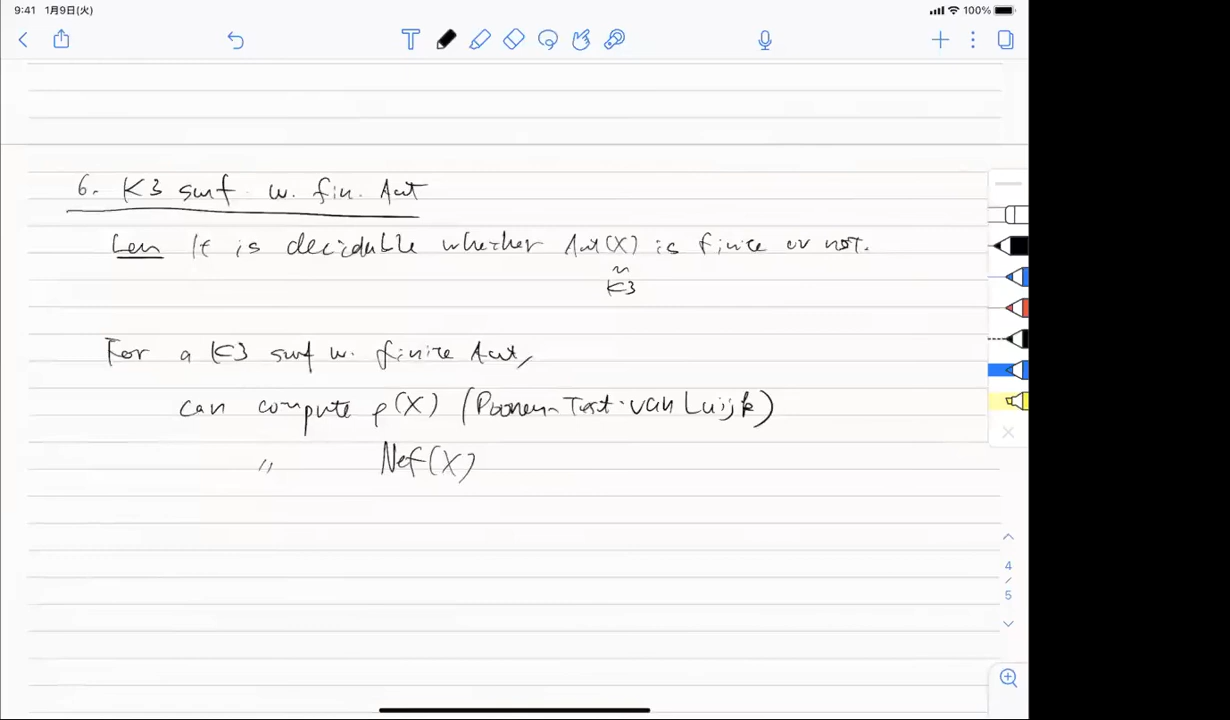 9:41 1月9日(火) 100%
6. K3 surf. w. fin. Aut
Lem It is decidable whether Aut(X) is finite or not.
K3
For a K3 surf w. finite Aut,
can compute ρ(X) (Poonen-Test-van Luijk)
〃 Nef(X)
4
/
5